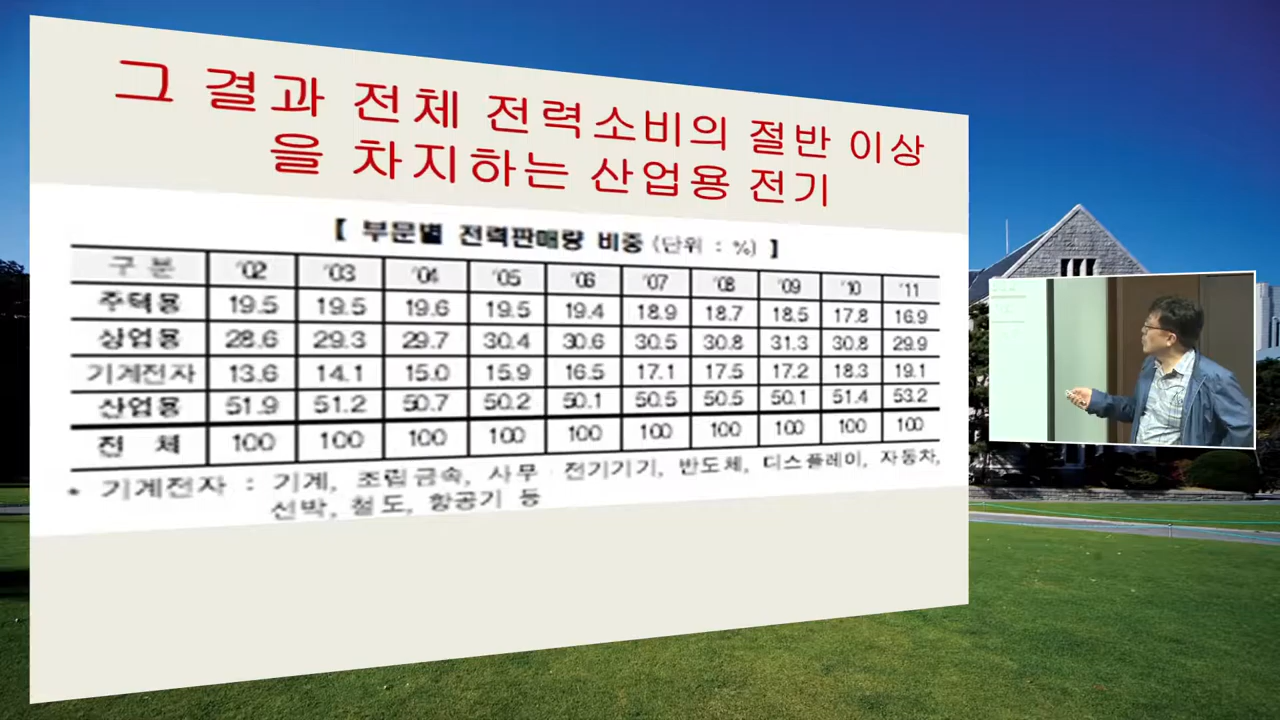 그 결과 전체 전력소비의 절반 이상
을 차지하는 산업용 전기
【 부문별 전력판매량 비중 (단위 : %) 】
구 분 '02 '03 '04 '05 '06 '07 '08 '09 '10 '11
주택용 19.5 19.5 19.6 19.5 19.4 18.9 18.7 18.5 17.8 16.9
상업용 28.6 29.3 29.7 30.4 30.6 30.5 30.8 31.3 30.8 29.9
기계전자 13.6 14.1 15.0 15.9 16.5 17.1 17.5 17.2 18.3 19.1
산업용 51.9 51.2 50.7 50.2 50.1 50.5 50.5 50.1 51.4 53.2
전 체 100 100 100 100 100 100 100 100 100 100
* 기계전자 : 기계, 조립금속, 사무·전기기기, 반도체, 디스플레이, 자동차,
선박, 철도, 항공기 등